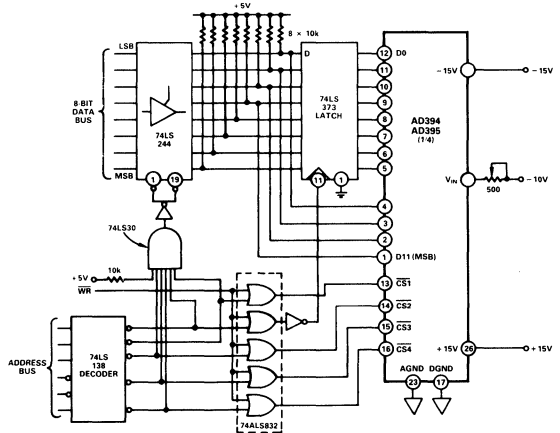 +5V
8 × 10k
LSB
8-BIT
DATA
BUS
MSB
74LS
244
1
19
D
74LS
373
LATCH
11
1
12
D0
11
10
9
8
7
6
5
4
3
2
1
D11 (MSB)
13
CS1
14
CS2
15
CS3
16
CS4
AD394
AD395
(1/4)
-15V
-15V
VIN
500
-10V
+15V
26
+15V
AGND
DGND
23
17
74LS30
+5V
10k
WR
ADDRESS
BUS
74LS
138
DECODER
74ALS832